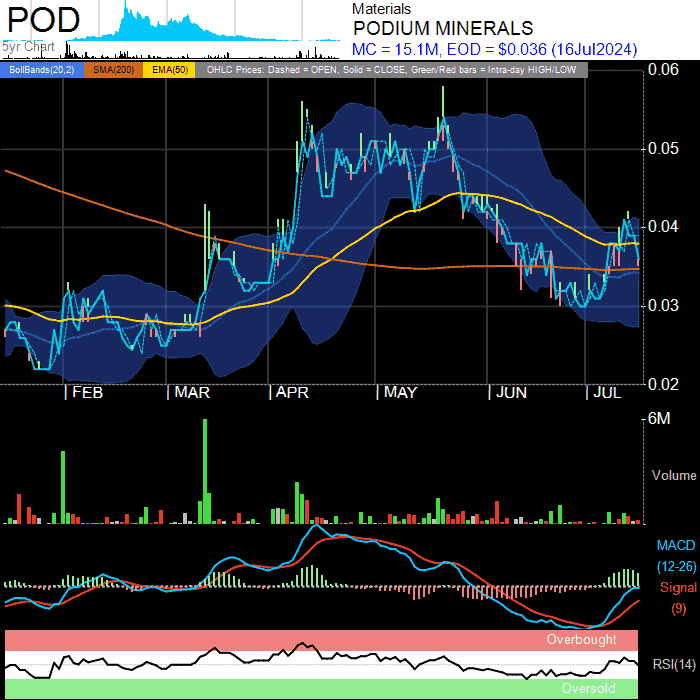 POD
5yr Chart
Materials
PODIUM MINERALS
MC = 15.1M, EOD = $0.036 (16Jul2024)
BollBands(20,2) SMA(200) EMA(50) OHLC Prices: Dashed = OPEN, Solid = CLOSE, Green/Red bars = Intra-day HIGH/LOW
0.06
0.05
0.04
0.03
0.02
FEB MAR APR MAY JUN JUL
6M
Volume
MACD
(12-26)
Signal
(9)
Overbought
RSI(14)
Oversold